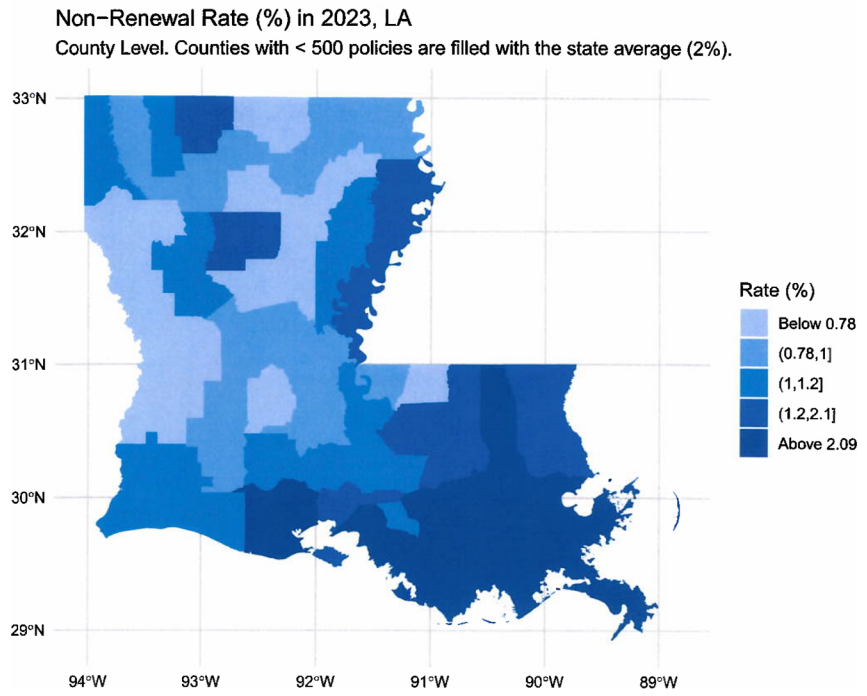 Non-Renewal Rate (%) in 2023, LA
County Level. Counties with < 500 policies are filled with the state average (2%).
33°N
32°N
31°N
30°N
29°N
94°W 93°W 92°W 91°W 90°W 89°W
Rate (%)
Below 0.78
(0.78,1]
(1,1.2]
(1.2,2.1]
Above 2.09